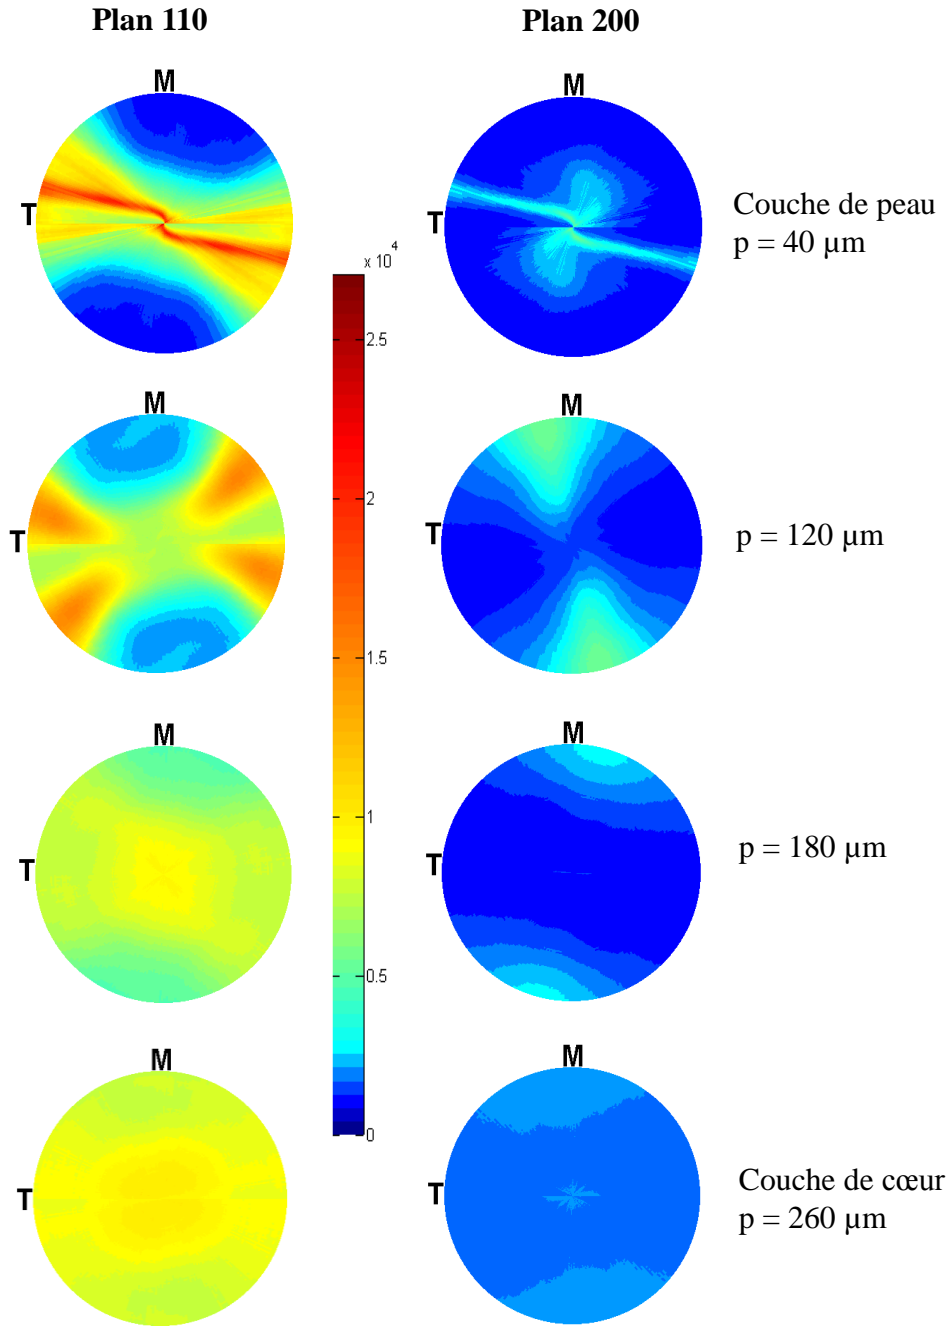 Plan 110
Plan 200
M
M
T
T
Couche de peau
p = 40 µm
x 10⁴
2.5
2
1.5
1
0.5
0
M
M
T
T
p = 120 µm
M
M
T
T
p = 180 µm
M
M
T
T
Couche de cœur
p = 260 µm